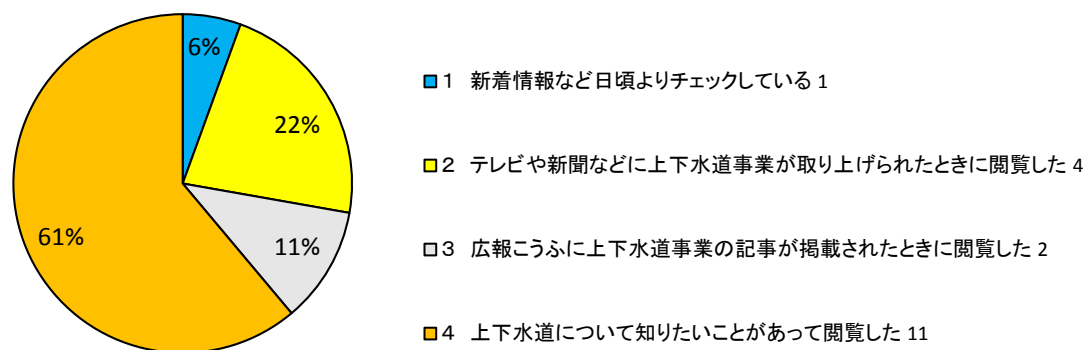 6%
22%
11%
61%
1 新着情報など日頃よりチェックしている 1
2 テレビや新聞などに上下水道事業が取り上げられたときに閲覧した 4
3 広報こうふに上下水道事業の記事が掲載されたときに閲覧した 2
4 上下水道について知りたいことがあって閲覧した 11